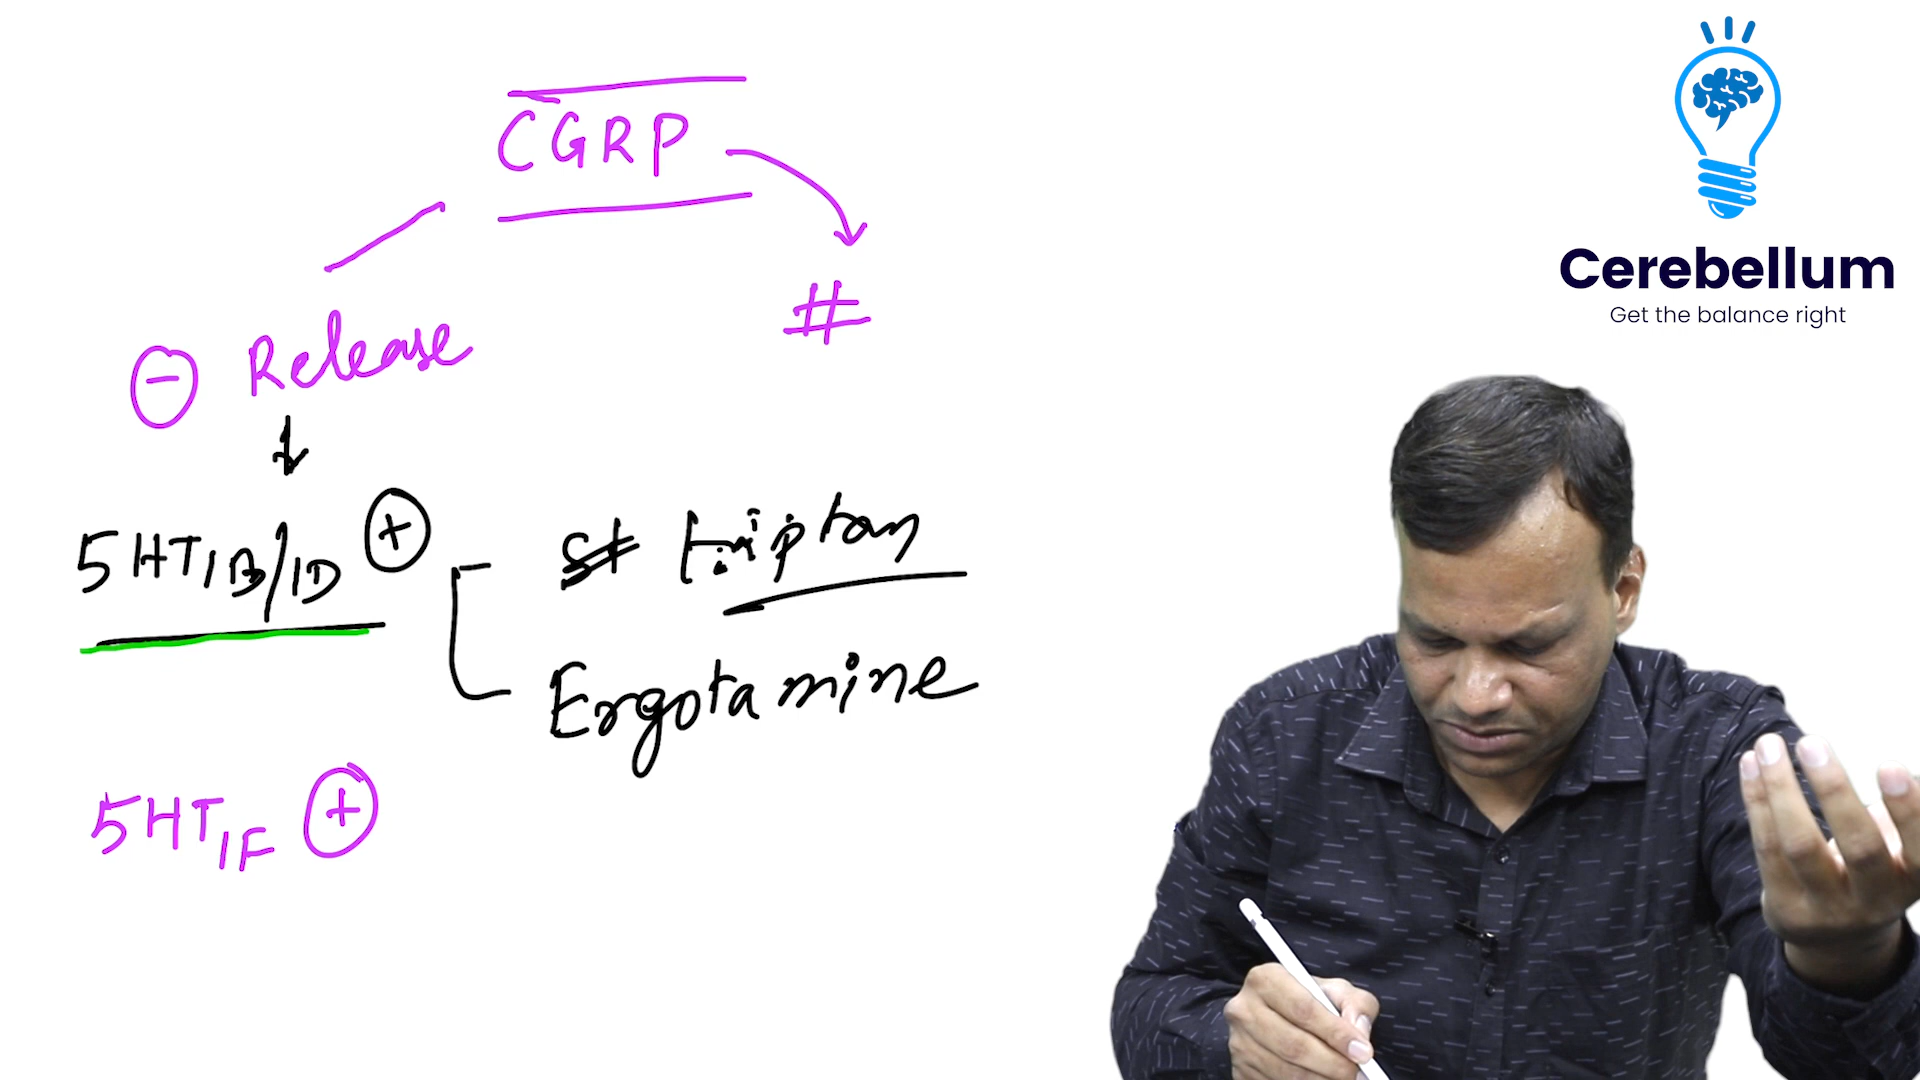 CGRP
#
⊖ Release
↓
5HT1B/1D ⊕
triptan
Ergotamine
5HT1F ⊕
Cerebellum
Get the balance right